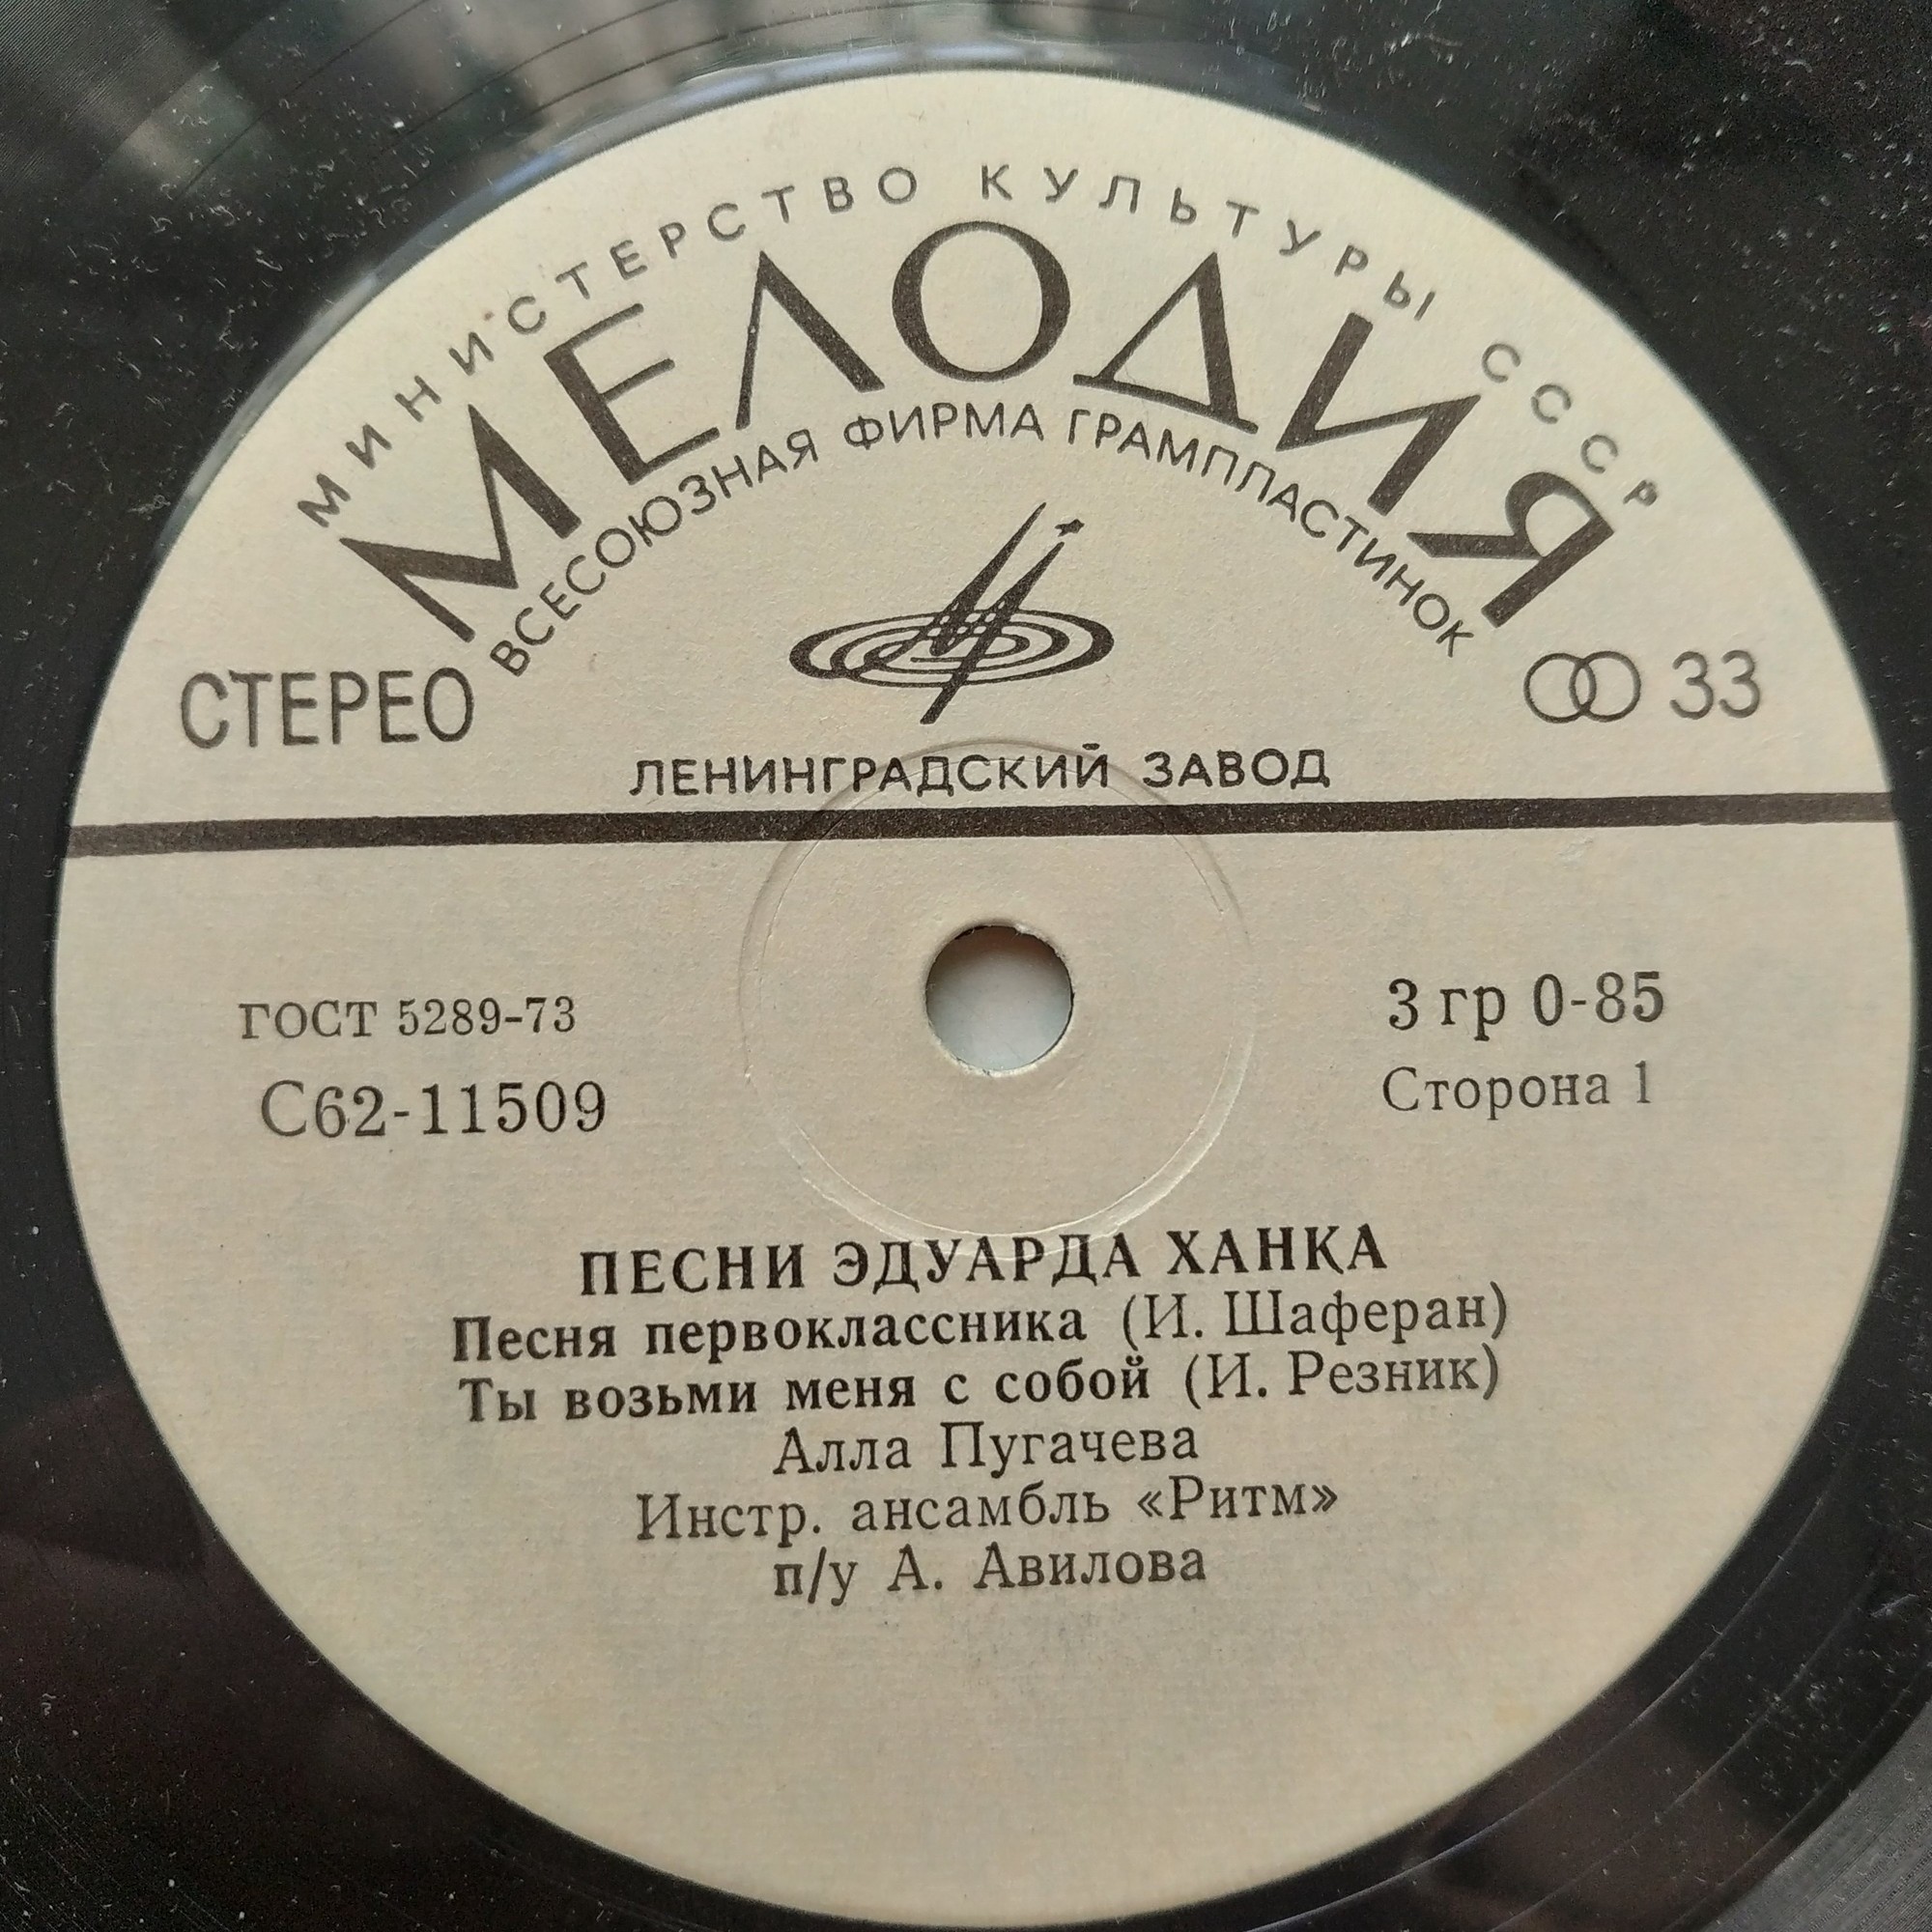 МИНИСТЕРСТВО КУЛЬТУРЫ СССР
МЕЛОДИЯ
ВСЕСОЮЗНАЯ ФИРМА ГРАМПЛАСТИНОК
СТЕРЕО
33
ЛЕНИНГРАДСКИЙ ЗАВОД
ГОСТ 5289-73
3 гр 0-85
С62-11509
Сторона 1
ПЕСНИ ЭДУАРДА ХАНКА
Песня первоклассника (И. Шаферан)
Ты возьми меня с собой (И. Резник)
Алла Пугачева
Инстр. ансамбль «Ритм»
п/у А. Авилова